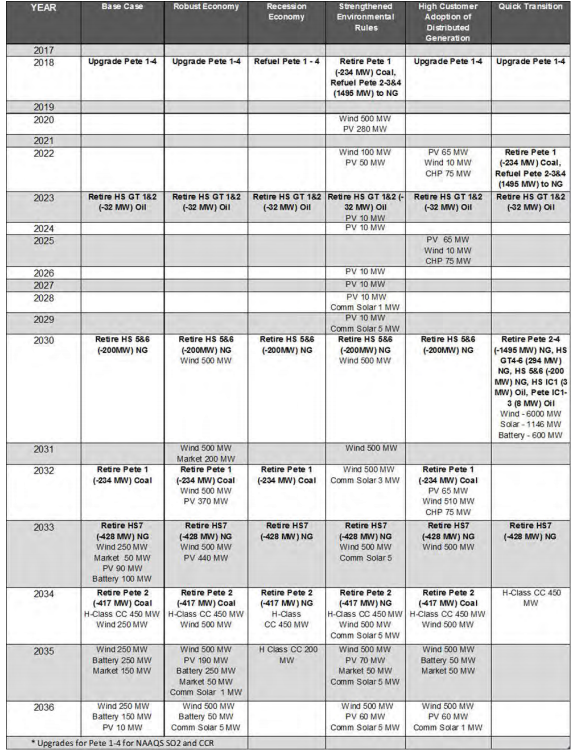 YEAR Base Case Robust Economy Recession Economy Strengthened Environmental Rules High Customer Adoption of Distributed Generation Quick Transition
2017
2018 Upgrade Pete 1-4 Upgrade Pete 1-4 Refuel Pete 1 - 4 Retire Pete 1 (-234 MW) Coal, Refuel Pete 2-3&4 (1495 MW) to NG Upgrade Pete 1-4 Upgrade Pete 1-4
2019
2020 Wind 500 MW PV 280 MW
2021
2022 Wind 100 MW PV 50 MW PV 65 MW Wind 10 MW CHP 75 MW Retire Pete 1 (-234 MW) Coal, Refuel Pete 2-3&4 (1495 MW) to NG
2023 Retire HS GT 1&2 (-32 MW) Oil Retire HS GT 1&2 (-32 MW) Oil Retire HS GT 1&2 (-32 MW) Oil Retire HS GT 1&2 (-32 MW) Oil PV 10 MW Retire HS GT 1&2 (-32 MW) Oil Retire HS GT 1&2 (-32 MW) Oil
2024 PV 10 MW
2025 PV 65 MW Wind 10 MW CHP 75 MW
2026 PV 10 MW
2027 PV 10 MW
2028 PV 10 MW Comm Solar 1 MW
2029 PV 10 MW Comm Solar 5 MW
2030 Retire HS 5&6 (-200MW) NG Retire HS 5&6 (-200MW) NG Wind 500 MW Retire HS 5&6 (-200MW) NG Retire HS 5&6 (-200MW) NG Wind 500 MW Retire HS 5&6 (-200MW) NG Retire Pete 2-4 (-1495 MW) NG, HS GT4-6 (294 MW) NG, HS 5&6 (-200 MW) NG, HS IC1 (3 MW) Oil, Pete IC1-3 (8 MW) Oil Wind - 6000 MW Solar - 1146 MW Battery - 600 MW
2031 Wind 500 MW Market 200 MW Wind 500 MW
2032 Retire Pete 1 (-234 MW) Coal Retire Pete 1 (-234 MW) Coal Wind 500 MW PV 370 MW Retire Pete 1 (-234 MW) Coal Wind 500 MW Comm Solar 3 MW Retire Pete 1 (-234 MW) Coal PV 65 MW Wind 510 MW CHP 75 MW
2033 Retire HS7 (-428 MW) NG Wind 250 MW Market 50 MW PV 90 MW Battery 100 MW Retire HS7 (-428 MW) NG Wind 500 MW PV 440 MW Retire HS7 (-428 MW) NG Retire HS7 (-428 MW) NG Wind 500 MW Comm Solar 5 Retire HS7 (-428 MW) NG Wind 500 MW Retire HS7 (-428 MW) NG
2034 Retire Pete 2 (-417 MW) Coal H-Class CC 450 MW Wind 250 MW Retire Pete 2 (-417 MW) Coal H-Class CC 450 MW Wind 500 MW Retire Pete 2 (-417 MW) NG H-Class CC 450 MW Retire Pete 2 (-417 MW) NG H-Class CC 450 MW Wind 500 MW Comm Solar 5 MW Retire Pete 2 (-417 MW) Coal H-Class CC 450 MW Wind 500 MW H-Class CC 450 MW
2035 Wind 250 MW Battery 250 MW Market 150 MW Wind 500 MW PV 190 MW Battery 250 MW Market 50 MW Comm Solar 1 MW H Class CC 200 MW Wind 500 MW PV 70 MW Market 50 MW Comm Solar 5 MW Wind 500 MW Battery 50 MW Market 50 MW
2036 Wind 250 MW Battery 150 MW PV 10 MW Wind 500 MW Battery 50 MW Comm Solar 5 MW Wind 500 MW PV 60 MW Comm Solar 5 MW Wind 500 MW PV 60 MW Comm Solar 1 MW
* Upgrades for Pete 1-4 for NAAQS SO2 and CCR